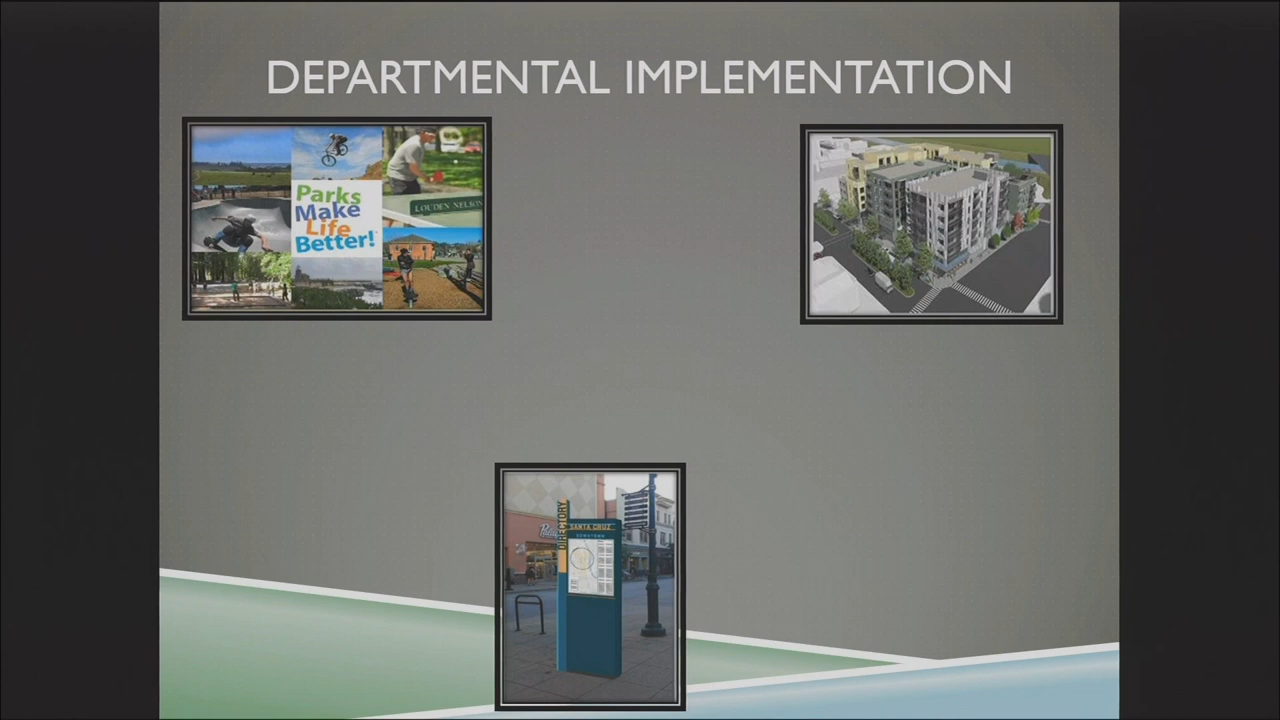 DEPARTMENTAL IMPLEMENTATION
Parks
Make
Life
Better!
LOUDEN NELSON
DIRECTORY
SANTA CRUZ
DOWNTOWN